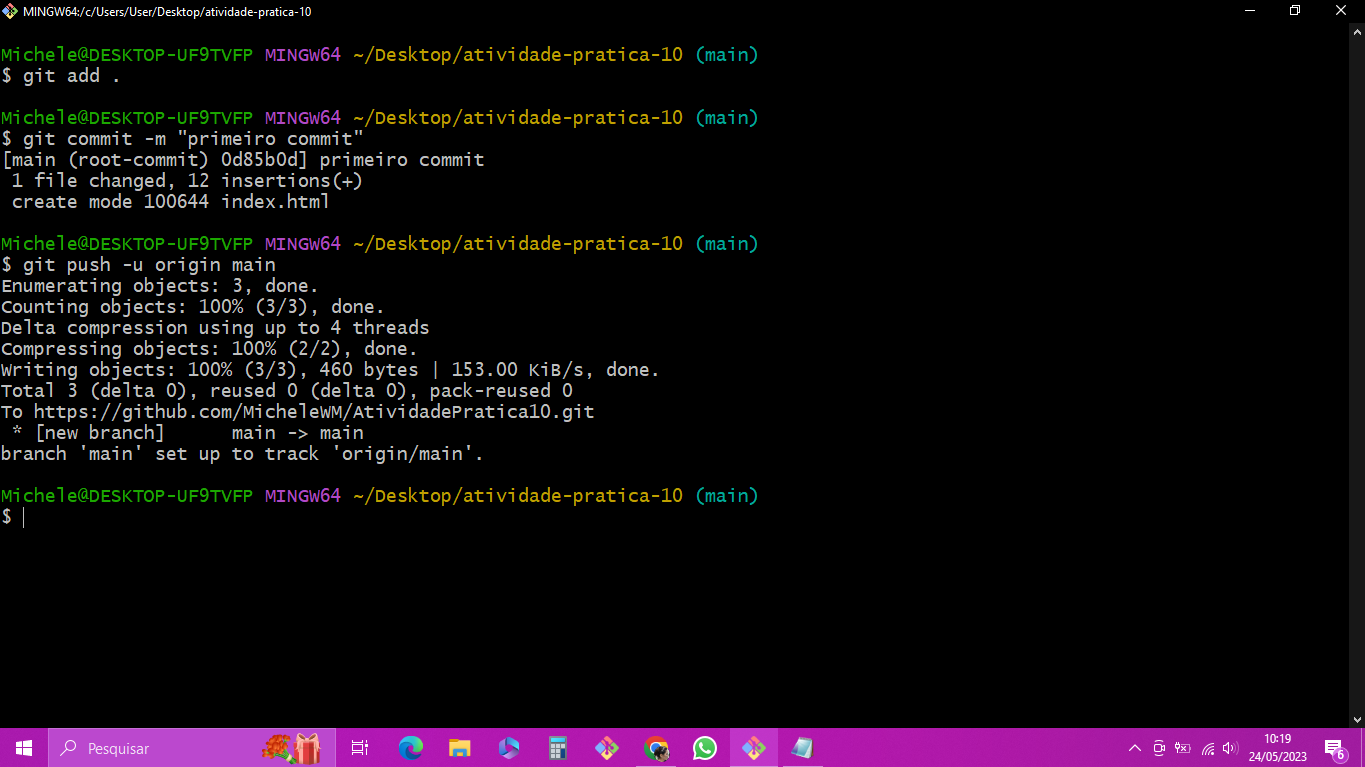 MINGW64:/c/Users/User/Desktop/atividade-pratica-10
Michele@DESKTOP-UF9TVFP MINGW64 ~/Desktop/atividade-pratica-10 (main)
$ git add .
Michele@DESKTOP-UF9TVFP MINGW64 ~/Desktop/atividade-pratica-10 (main)
$ git commit -m "primeiro commit"
[main (root-commit) 0d85b0d] primeiro commit
 1 file changed, 12 insertions(+)
 create mode 100644 index.html
Michele@DESKTOP-UF9TVFP MINGW64 ~/Desktop/atividade-pratica-10 (main)
$ git push -u origin main
Enumerating objects: 3, done.
Counting objects: 100% (3/3), done.
Delta compression using up to 4 threads
Compressing objects: 100% (2/2), done.
Writing objects: 100% (3/3), 460 bytes | 153.00 KiB/s, done.
Total 3 (delta 0), reused 0 (delta 0), pack-reused 0
To https://github.com/MicheleWM/AtividadePratica10.git
 * [new branch]      main -> main
branch 'main' set up to track 'origin/main'.
Michele@DESKTOP-UF9TVFP MINGW64 ~/Desktop/atividade-pratica-10 (main)
$
Pesquisar
10:19
24/05/2023
6